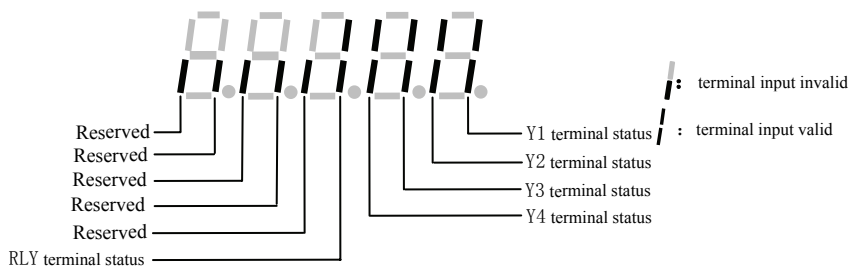 : terminal input invalid
: terminal input valid
Reserved
Reserved
Reserved
Reserved
Reserved
RLY terminal status
Y1 terminal status
Y2 terminal status
Y3 terminal status
Y4 terminal status